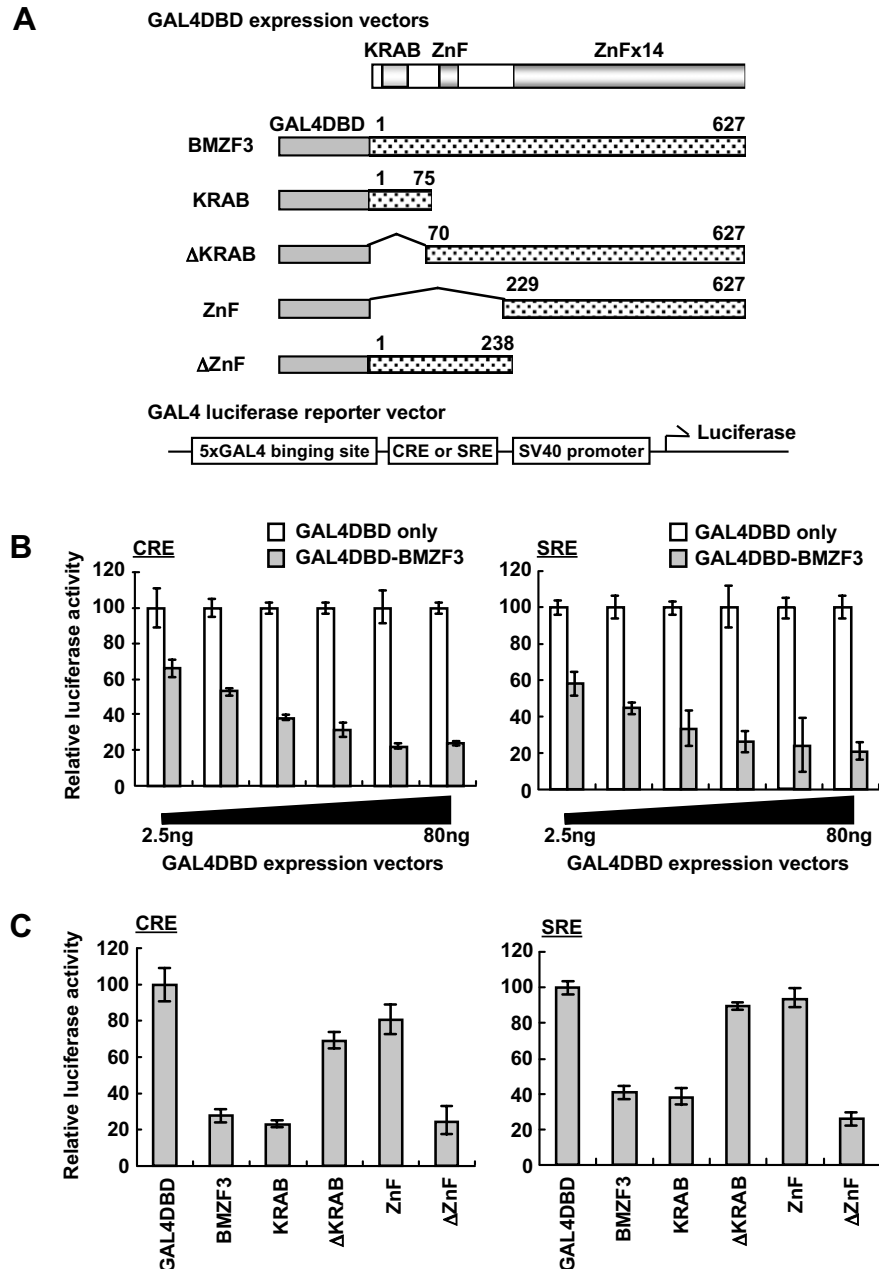 A
GAL4DBD expression vectors
KRAB ZnF ZnFx14
GAL4DBD 1 627
BMZF3
1 75
KRAB
70 627
ΔKRAB
229 627
ZnF
1 238
ΔZnF
GAL4 luciferase reporter vector
5xGAL4 binging site CRE or SRE SV40 promoter Luciferase
B
CRE
GAL4DBD only
GAL4DBD-BMZF3
Relative luciferase activity
120
100
80
60
40
20
0
2.5ng 80ng
GAL4DBD expression vectors
SRE
GAL4DBD only
GAL4DBD-BMZF3
120
100
80
60
40
20
0
2.5ng 80ng
GAL4DBD expression vectors
C
CRE
Relative luciferase activity
120
100
80
60
40
20
0
GAL4DBD
BMZF3
KRAB
ΔKRAB
ZnF
ΔZnF
SRE
120
100
80
60
40
20
0
GAL4DBD
BMZF3
KRAB
ΔKRAB
ZnF
ΔZnF